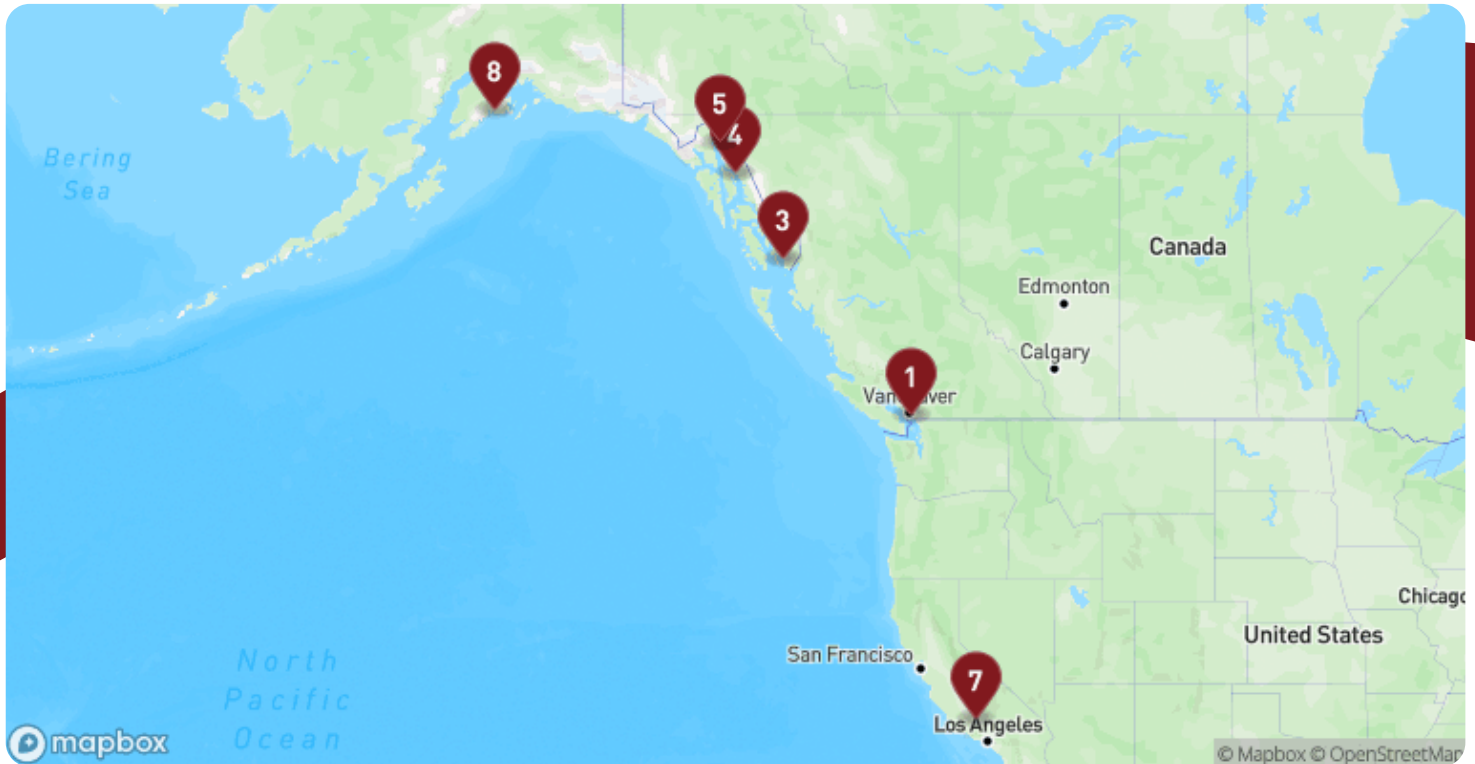 8
5
4
Bering
Sea
3
Canada
Edmonton
Calgary
1
Vancouver
Chicago
United States
San Francisco
North
Pacific
Ocean
7
Los Angeles
mapbox
© Mapbox © OpenStreetMap